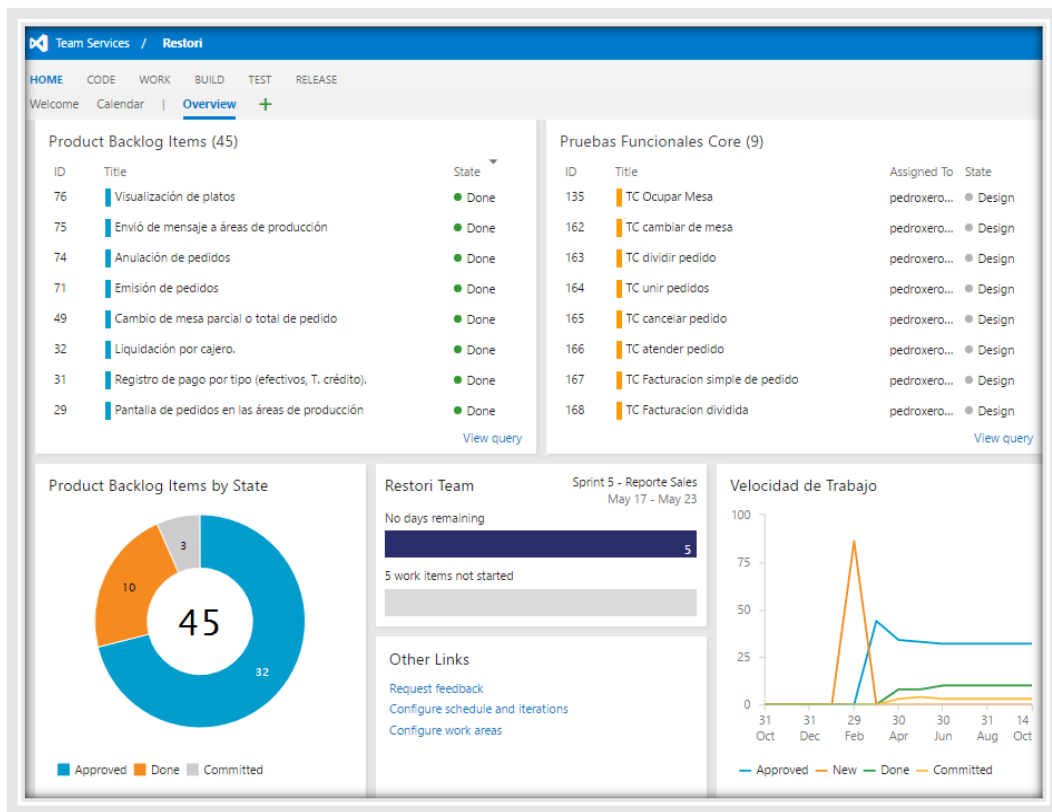 Team Services / Restori
HOME CODE WORK BUILD TEST RELEASE
Welcome Calendar | Overview +
Product Backlog Items (45)
ID Title State
76 Visualización de platos Done
75 Envió de mensaje a áreas de producción Done
74 Anulación de pedidos Done
71 Emisión de pedidos Done
49 Cambio de mesa parcial o total de pedido Done
32 Liquidación por cajero. Done
31 Registro de pago por tipo (efectivos, T. crédito). Done
29 Pantalla de pedidos en las áreas de producción Done
View query
Pruebas Funcionales Core (9)
ID Title Assigned To State
135 TC Ocupar Mesa pedroxero... Design
162 TC cambiar de mesa pedroxero... Design
163 TC dividir pedido pedroxero... Design
164 TC unir pedidos pedroxero... Design
165 TC cancelar pedido pedroxero... Design
166 TC atender pedido pedroxero... Design
167 TC Facturacion simple de pedido pedroxero... Design
168 TC Facturacion dividida pedroxero... Design
View query
Product Backlog Items by State
3
10
45
32
Approved Done Committed
Restori Team
Sprint 5 - Reporte Sales
May 17 - May 23
No days remaining
5
5 work items not started
Other Links
Request feedback
Configure schedule and iterations
Configure work areas
Velocidad de Trabajo
100
75
50
25
0
31 31 29 30 30 31 14
Oct Dec Feb Apr Jun Aug Oct
Approved New Done Committed